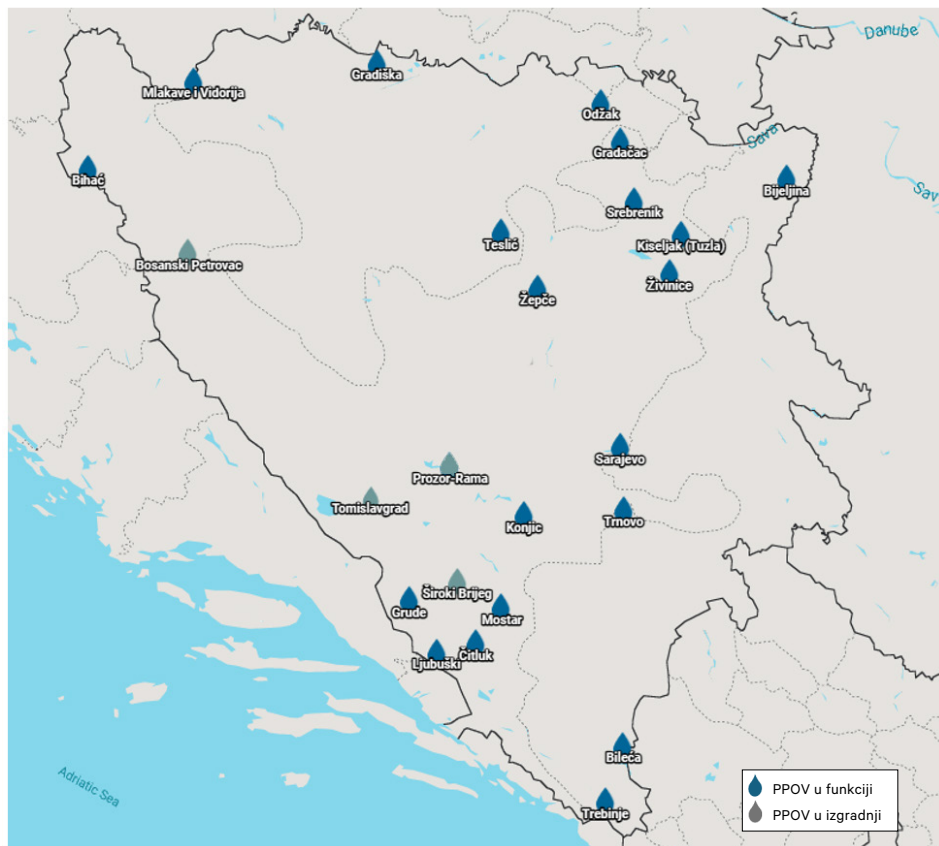 Danube
Gradiška
Mlakave i Vidorija
Odžak
Sava
Gradačac
Bihać
Bijeljina
Sav
Srebrenik
Teslić
Kiseljak (Tuzla)
Bosanski Petrovac
Živinice
Žepče
Sarajevo
Prozor-Rama
Tomislavgrad
Trnovo
Konjic
Široki Brijeg
Grude
Mostar
Čitluk
Ljubuški
Bileća
Adriatic Sea
PPOV u funkciji
Trebinje
PPOV u izgradnji